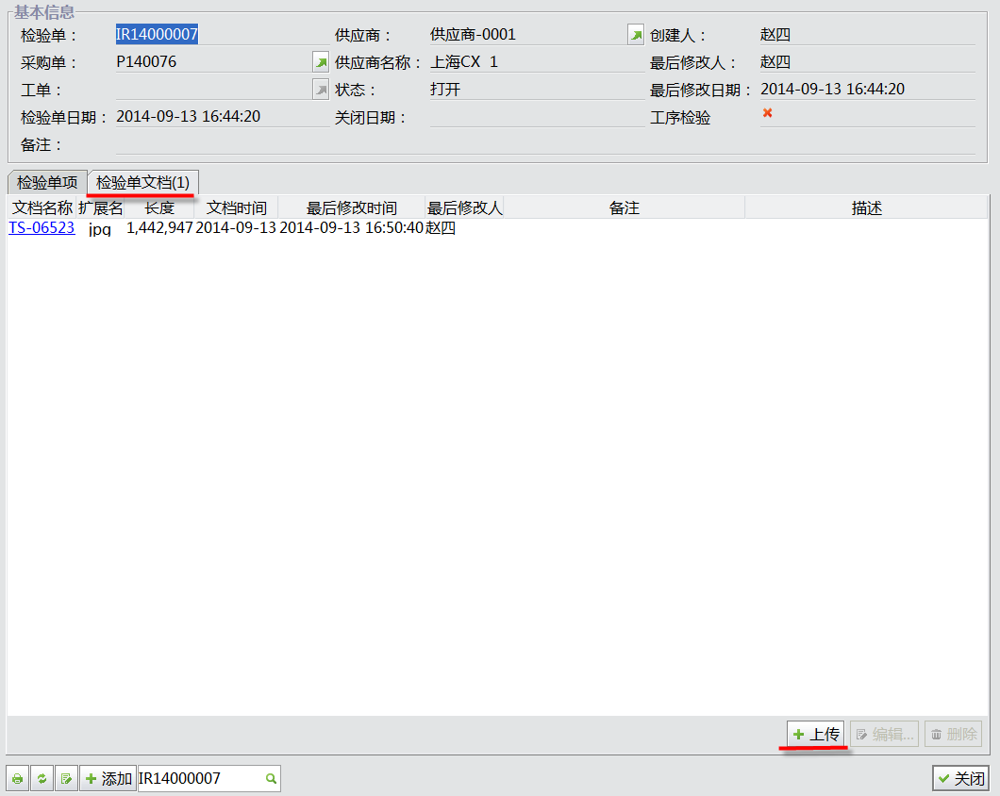 基本信息
检验单： IR14000007 供应商： 供应商-0001 创建人： 赵四
采购单： P140076 供应商名称： 上海CX 1 最后修改人： 赵四
工单： 状态： 打开 最后修改日期： 2014-09-13 16:44:20
检验单日期： 2014-09-13 16:44:20 关闭日期： 工序检验
备注：
检验单项 检验单文档(1)
文档名称 扩展名 长度 文档时间 最后修改时间 最后修改人 备注 描述
TS-06523 jpg 1,442,947 2014-09-13 2014-09-13 16:50:40 赵四
上传 编辑... 删除
添加 IR14000007 关闭